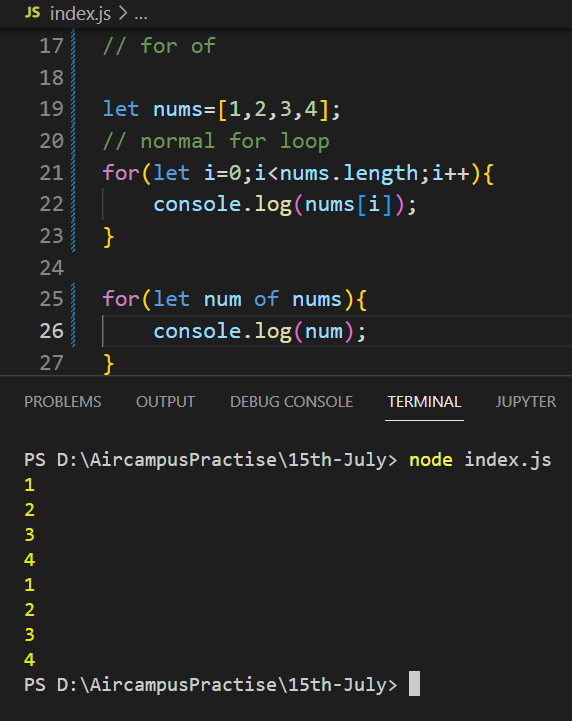 JS index.js > ...
17 // for of
18
19 let nums=[1,2,3,4];
20 // normal for loop
21 for(let i=0;i<nums.length;i++){
22     console.log(nums[i]);
23 }
24
25 for(let num of nums){
26     console.log(num);
27 }
PROBLEMS OUTPUT DEBUG CONSOLE TERMINAL JUPYTER
PS D:\AircampusPractise\15th-July> node index.js
1
2
3
4
1
2
3
4
PS D:\AircampusPractise\15th-July>